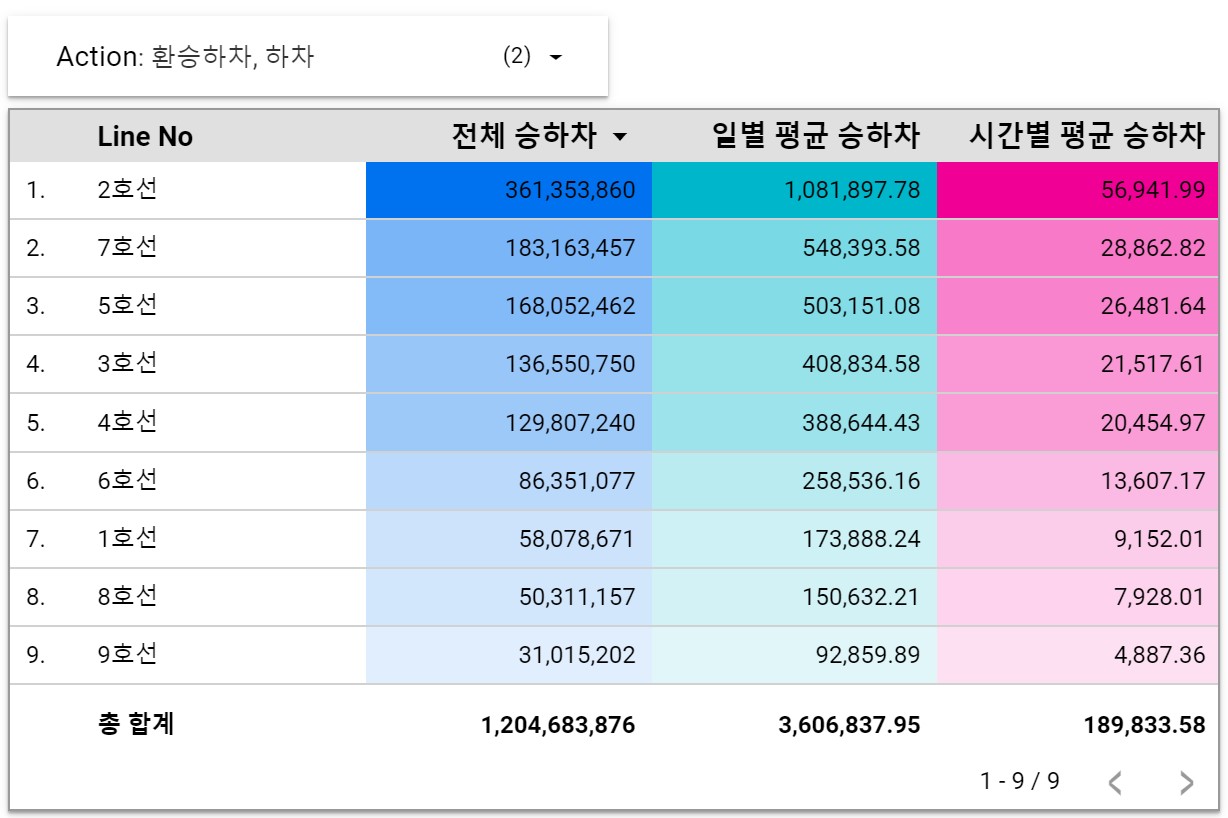 Action: 환승하차, 하차 (2)
Line No 전체 승하차 일별 평균 승하차 시간별 평균 승하차
1. 2호선 361,353,860 1,081,897.78 56,941.99
2. 7호선 183,163,457 548,393.58 28,862.82
3. 5호선 168,052,462 503,151.08 26,481.64
4. 3호선 136,550,750 408,834.58 21,517.61
5. 4호선 129,807,240 388,644.43 20,454.97
6. 6호선 86,351,077 258,536.16 13,607.17
7. 1호선 58,078,671 173,888.24 9,152.01
8. 8호선 50,311,157 150,632.21 7,928.01
9. 9호선 31,015,202 92,859.89 4,887.36
총 합계 1,204,683,876 3,606,837.95 189,833.58
1 - 9 / 9